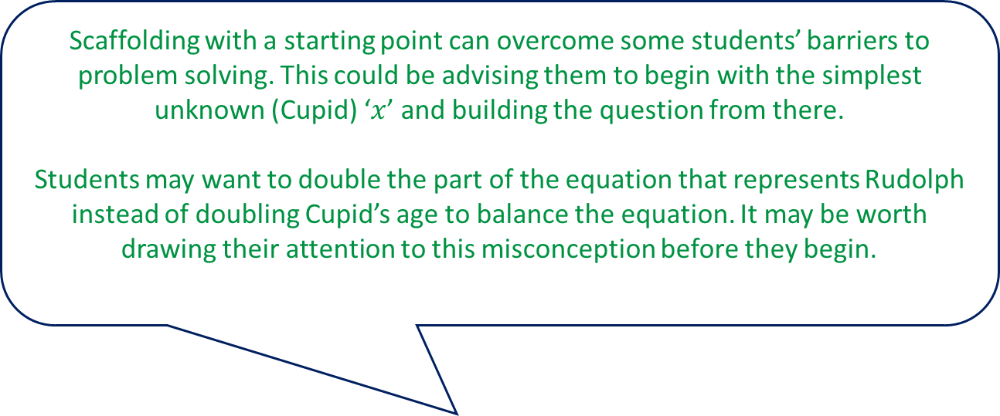 Scaffolding with a starting point can overcome some students’ barriers to
problem solving. This could be advising them to begin with the simplest
unknown (Cupid) ‘𝑥’ and building the question from there.
Students may want to double the part of the equation that represents Rudolph
instead of doubling Cupid’s age to balance the equation. It may be worth
drawing their attention to this misconception before they begin.